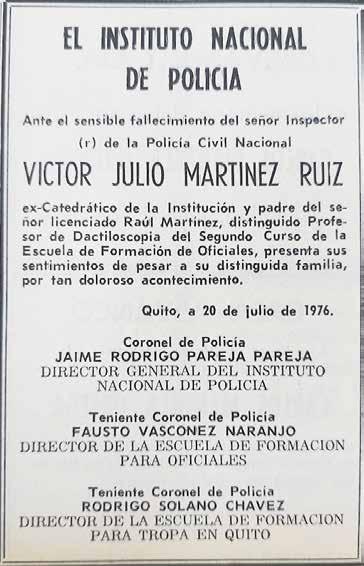 EL INSTITUTO NACIONAL
DE POLICIA
Ante el sensible fallecimiento del señor Inspector
(r) de la Policía Civil Nacional
VICTOR JULIO MARTINEZ RUIZ
ex-Catedrático de la Institución y padre del se-
ñor licenciado Raúl Martínez, distinguido Profe-
sor de Dactiloscopia del Segundo Curso de la
Escuela de Formación de Oficiales, presenta sus
sentimientos de pesar a su distinguida familia,
por tan doloroso acontecimiento.
Quito, a 20 de julio de 1976.
Coronel de Policía
JAIME RODRIGO PAREJA PAREJA
DIRECTOR GENERAL DEL INSTITUTO
NACIONAL DE POLICIA
Teniente Coronel de Policía
FAUSTO VASCONEZ NARANJO
DIRECTOR DE LA ESCUELA DE FORMACION
PARA OFICIALES
Teniente Coronel de Policía
RODRIGO SOLANO CHAVEZ
DIRECTOR DE LA ESCUELA DE FORMACION
PARA TROPA EN QUITO